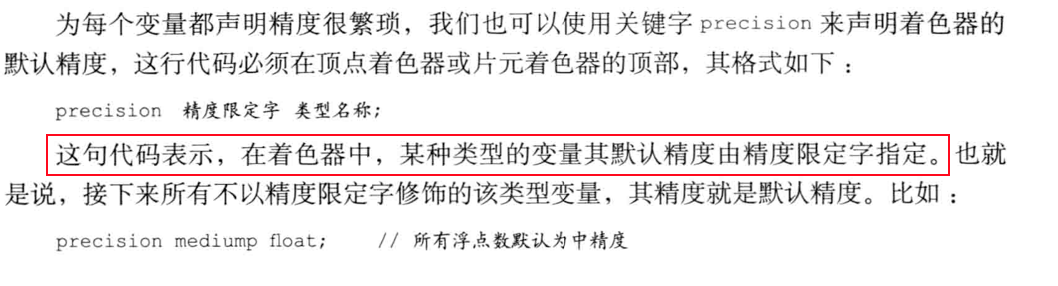 为每个变量都声明精度很繁琐，我们也可以使用关键字 precision 来声明着色器的
默认精度，这行代码必须在顶点着色器或片元着色器的顶部，其格式如下：
precision 精度限定字 类型名称;
这句代码表示，在着色器中，某种类型的变量其默认精度由精度限定字指定。也就
是说，接下来所有不以精度限定字修饰的该类型变量，其精度就是默认精度。比如：
precision mediump float; // 所有浮点数默认为中精度